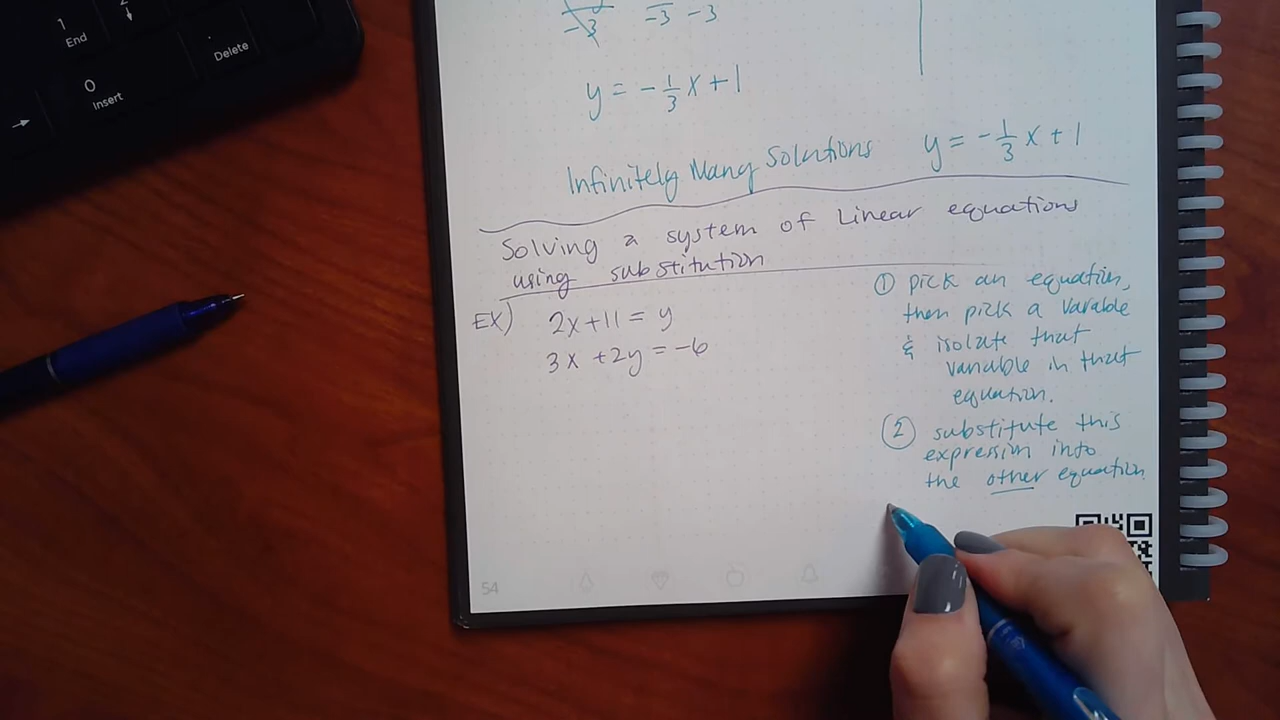 1
End
2
↓
.
Delete
0
Insert
→
-3 -3 -3
y = -1/3 x + 1
Infinitely Many Solutions y = -1/3 x + 1
Solving a system of Linear equations
using substitution
EX) 2x+11 = y
3x +2y = -6
① pick an equation,
then pick a variable
& isolate that
variable in that
equation.
② substitute this
expression into
the other equation.
54